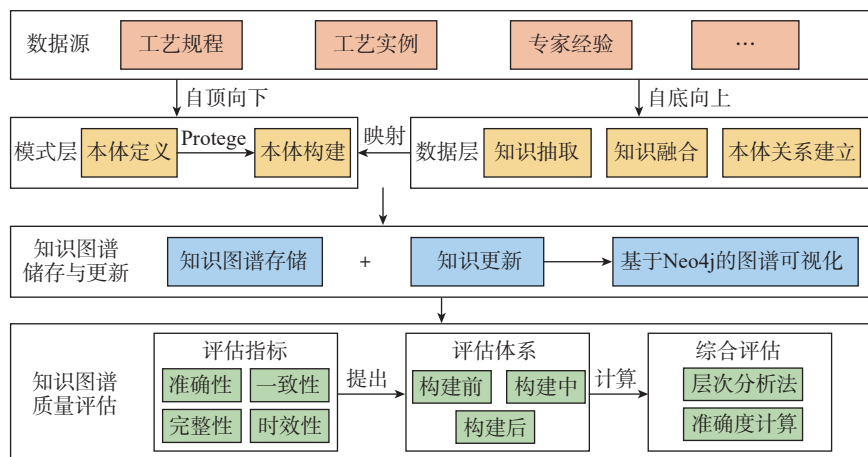 数据源
工艺规程
工艺实例
专家经验
…
自顶向下
自底向上
模式层
本体定义
Protege
本体构建
映射
数据层
知识抽取
知识融合
本体关系建立
知识图谱
储存与更新
知识图谱存储
+
知识更新
基于Neo4j的图谱可视化
知识图谱
质量评估
评估指标
准确性
一致性
完整性
时效性
提出
评估体系
构建前
构建中
构建后
计算
综合评估
层次分析法
准确度计算